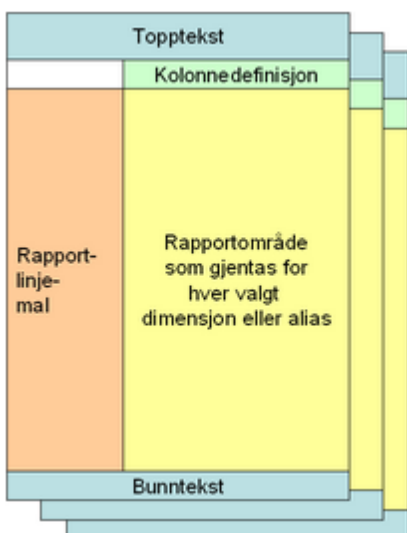 Topptekst
Kolonnedefinisjon
Rapport-
linje-
mal
Rapportområde
som gjentas for
hver valgt
dimensjon eller alias
Bunntekst